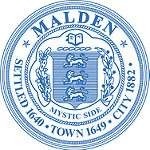 MALDEN
SETTLED 1640 • TOWN 1649 • CITY 1882 •
MYSTIC SIDE